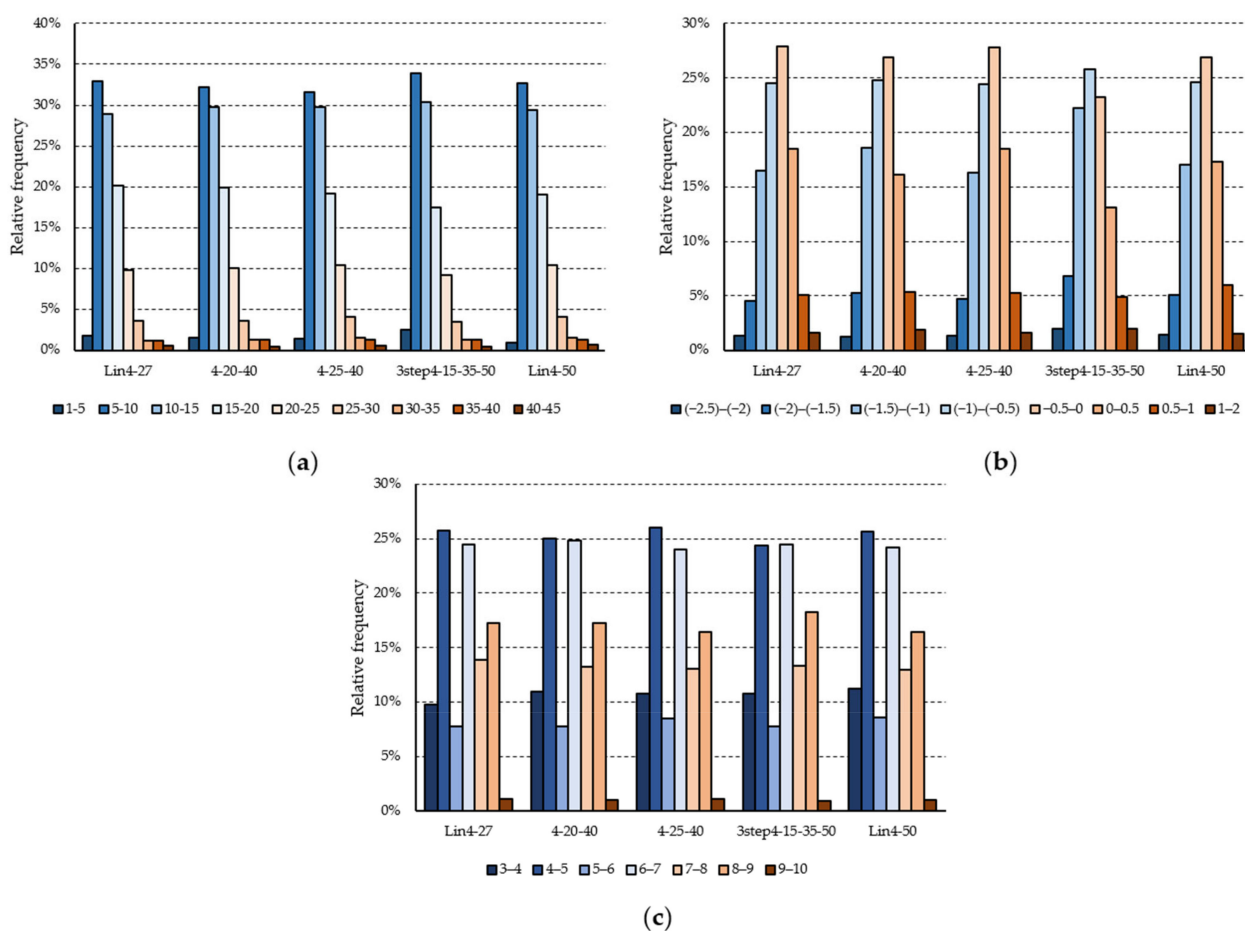 40%
35%
30%
25%
20%
15%
10%
5%
0%
Relative frequency
Lin4-27 4-20-40 4-25-40 3step4-15-35-50 Lin4-50
1-5 5-10 10-15 15-20 20-25 25-30 30-35 35-40 40-45
(a)
30%
25%
20%
15%
10%
5%
0%
Relative frequency
Lin4-27 4-20-40 4-25-40 3step4-15-35-50 Lin4-50
(−2.5)–(−2) (−2)–(−1.5) (−1.5)–(−1) (−1)–(−0.5) −0.5–0 0–0.5 0.5–1 1–2
(b)
30%
25%
20%
15%
10%
5%
0%
Relative frequency
Lin4-27 4-20-40 4-25-40 3step4-15-35-50 Lin4-50
3–4 4–5 5–6 6–7 7–8 8–9 9–10
(c)